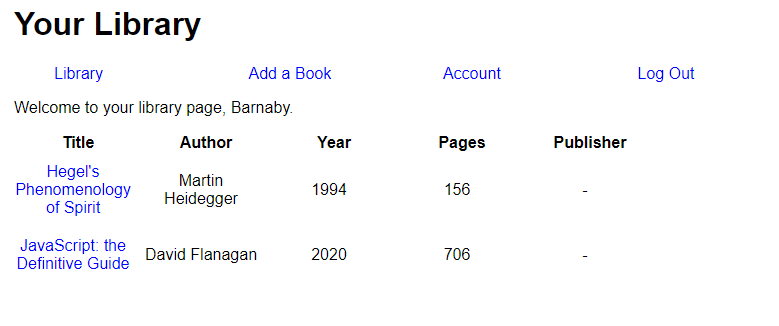 Your Library
Library Add a Book Account Log Out
Welcome to your library page, Barnaby.
Title Author Year Pages Publisher
Hegel's
Phenomenology
of Spirit
Martin
Heidegger
1994
156
-
JavaScript: the
Definitive Guide
David Flanagan
2020
706
-